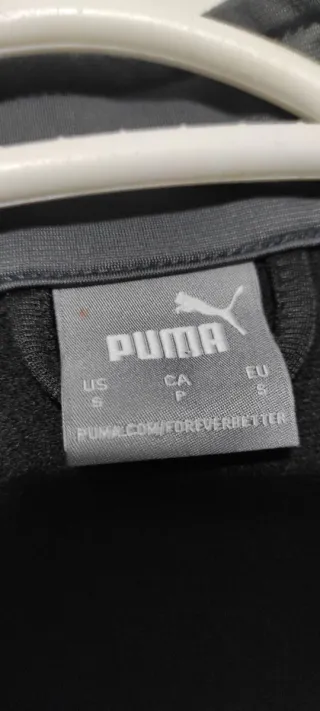 PUMA
US CA EU
S P S
PUMA.COM/FOREVERBETTER